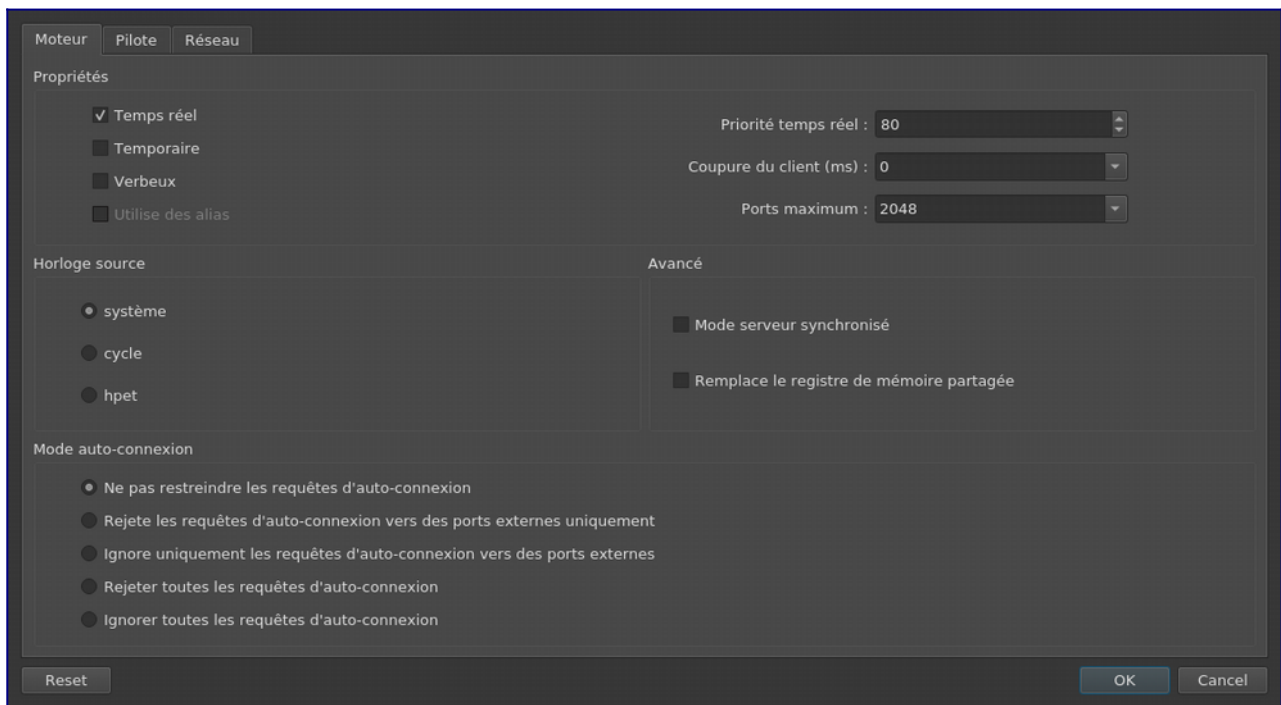 Moteur Pilote Réseau
Propriétés
Temps réel
Priorité temps réel : 80
Temporaire
Coupure du client (ms) : 0
Verbeux
Ports maximum : 2048
Utilise des alias
Horloge source
Avancé
système
Mode serveur synchronisé
cycle
Remplace le registre de mémoire partagée
hpet
Mode auto-connexion
Ne pas restreindre les requêtes d'auto-connexion
Rejete les requêtes d'auto-connexion vers des ports externes uniquement
Ignore uniquement les requêtes d'auto-connexion vers des ports externes
Rejeter toutes les requêtes d'auto-connexion
Ignorer toutes les requêtes d'auto-connexion
Reset OK Cancel